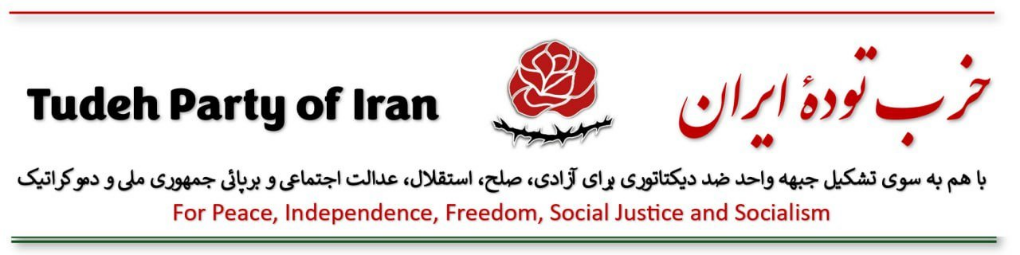 Tudeh Party of Iran
حزب تودهٔ ایران
با هم به سوی تشکیل جبهه واحد ضد دیکتاتوری برای آزادی، صلح، استقلال، عدالت اجتماعی و برپائی جمهوری ملی و دموکراتیک
For Peace, Independence, Freedom, Social Justice and Socialism